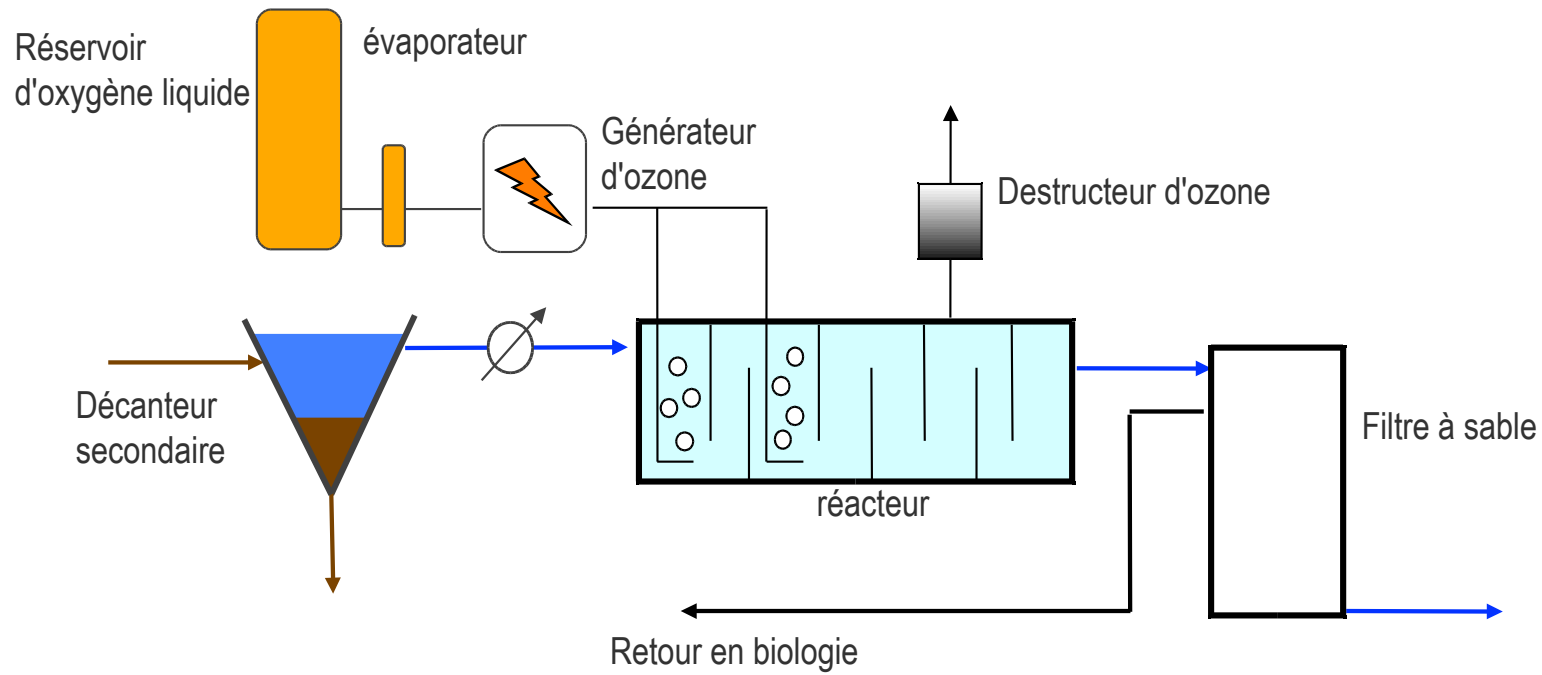 Réservoir
d'oxygène liquide
évaporateur
Générateur
d'ozone
Destructeur d'ozone
Décanteur
secondaire
réacteur
Filtre à sable
Retour en biologie